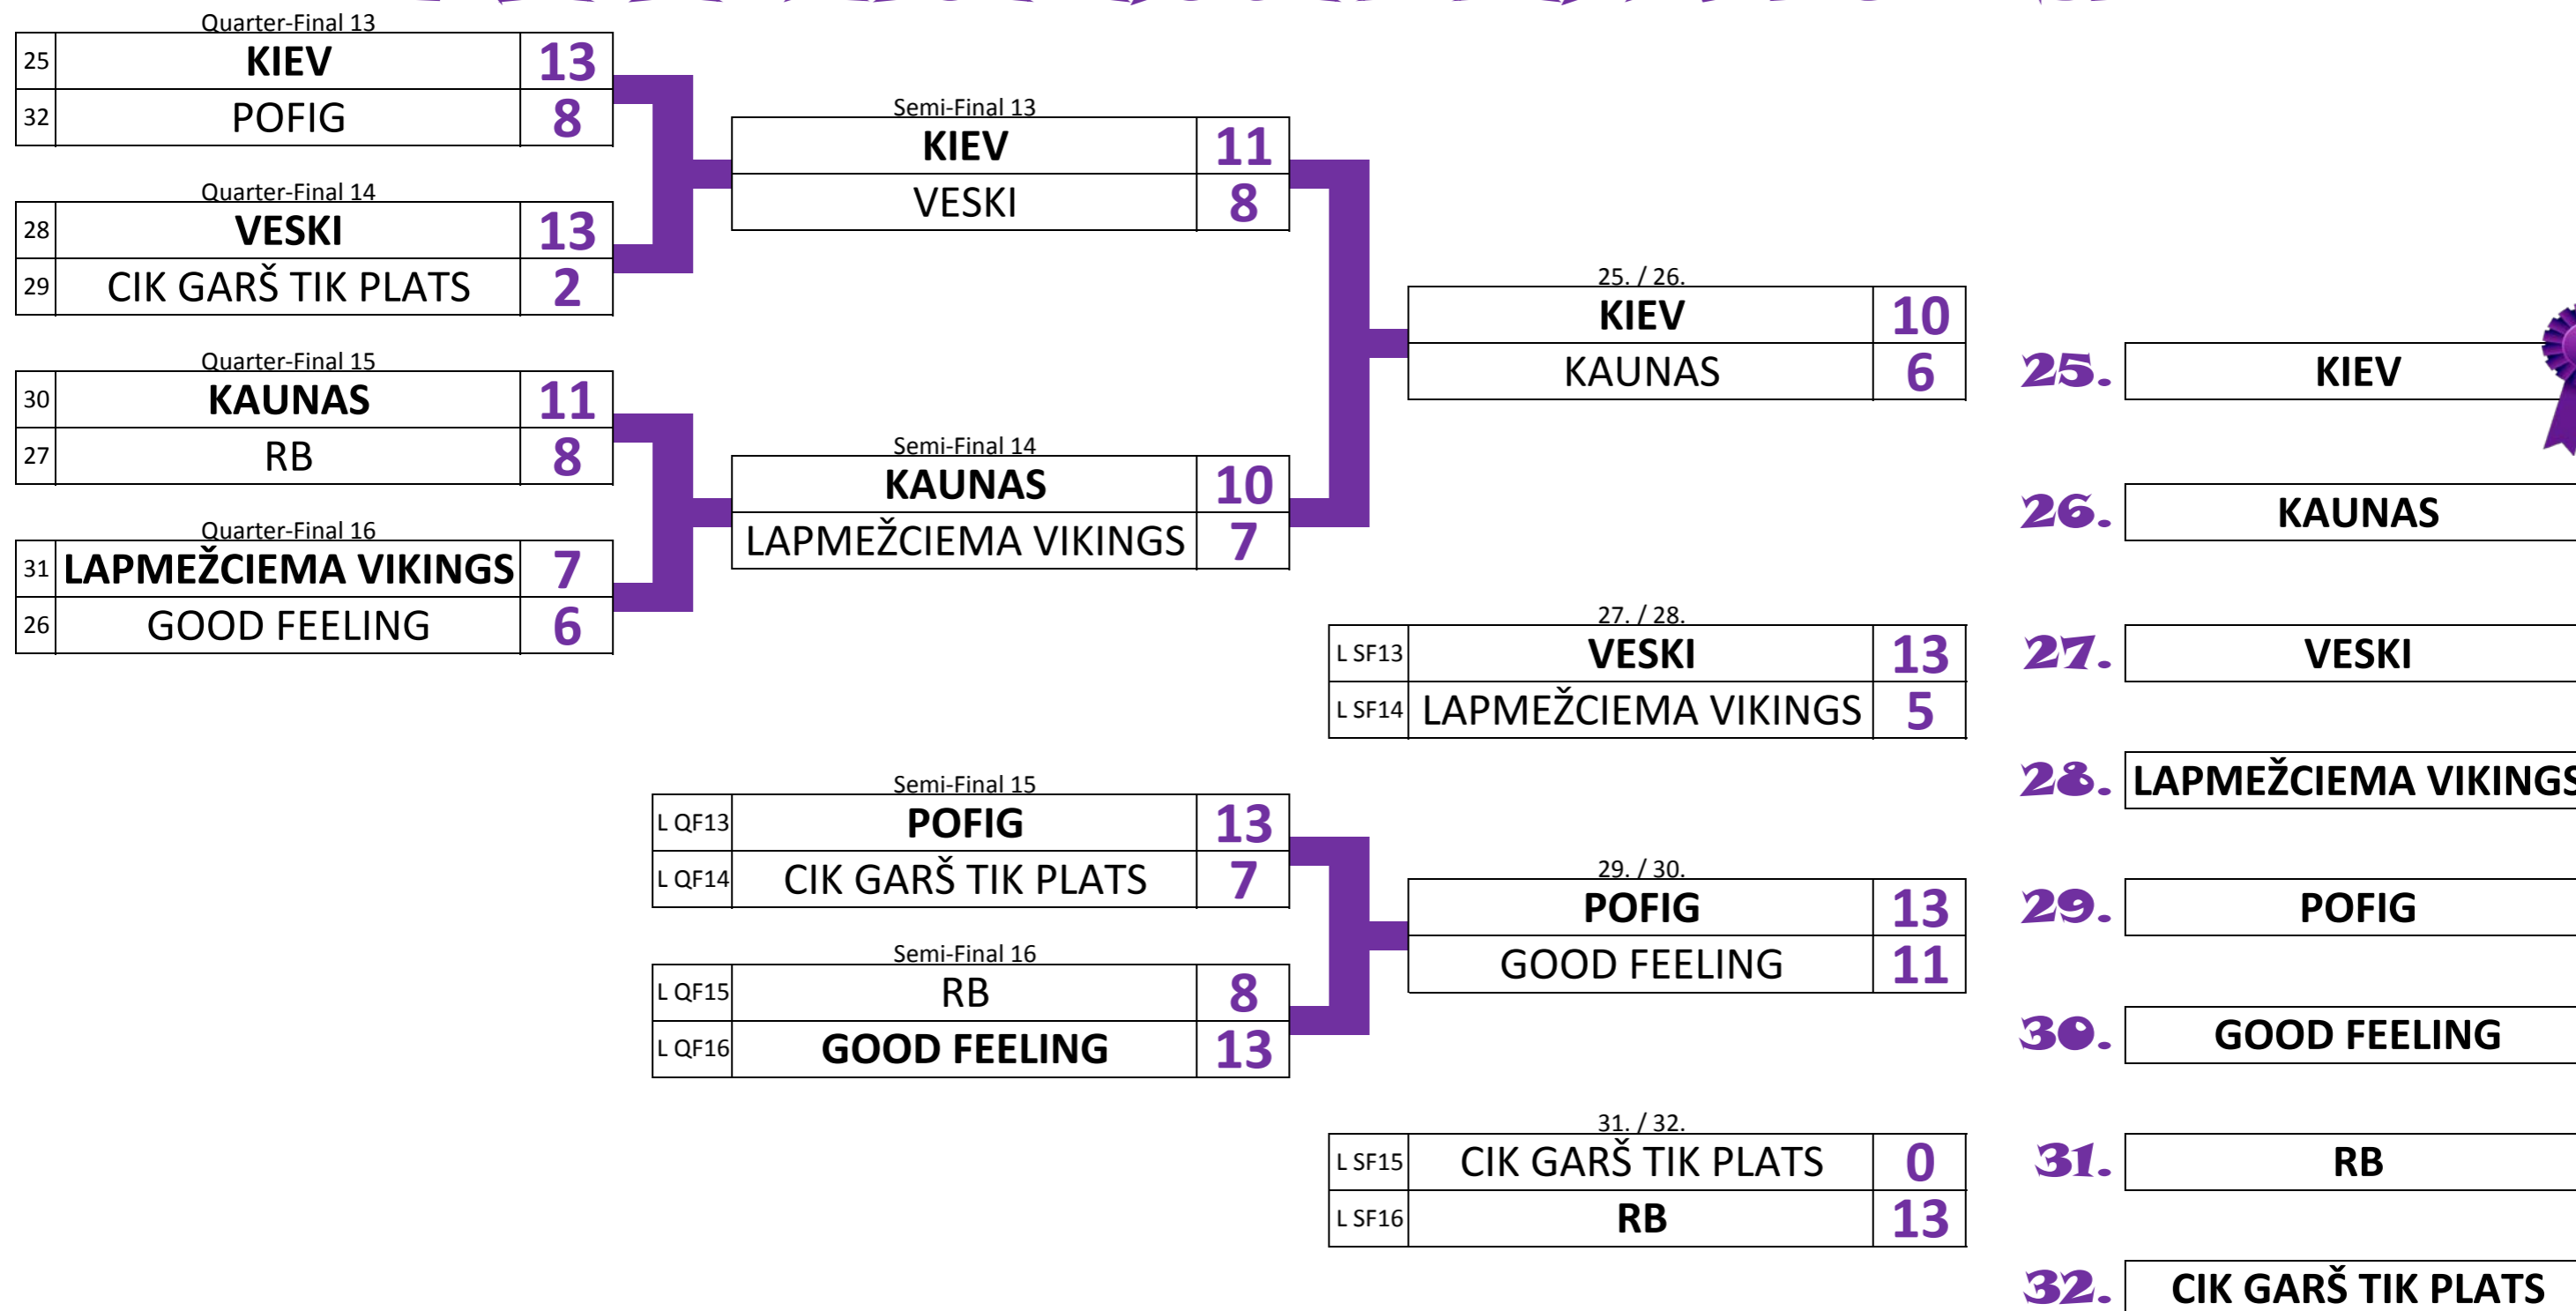 Quarter-Final 13
25 KIEV 13
32 POFIG 8
Quarter-Final 14
28 VESKI 13
29 CIK GARŠ TIK PLATS 2
Quarter-Final 15
30 KAUNAS 11
27 RB 8
Quarter-Final 16
31 LAPMEŽCIEMA VIKINGS 7
26 GOOD FEELING 6
Semi-Final 13
KIEV 11
VESKI 8
Semi-Final 14
KAUNAS 10
LAPMEŽCIEMA VIKINGS 7
Semi-Final 15
L QF13 POFIG 13
L QF14 CIK GARŠ TIK PLATS 7
Semi-Final 16
L QF15 RB 8
L QF16 GOOD FEELING 13
25. / 26.
KIEV 10
KAUNAS 6
27. / 28.
L SF13 VESKI 13
L SF14 LAPMEŽCIEMA VIKINGS 5
29. / 30.
POFIG 13
GOOD FEELING 11
31. / 32.
L SF15 CIK GARŠ TIK PLATS 0
L SF16 RB 13
25. KIEV
26. KAUNAS
27. VESKI
28. LAPMEŽCIEMA VIKINGS
29. POFIG
30. GOOD FEELING
31. RB
32. CIK GARŠ TIK PLATS